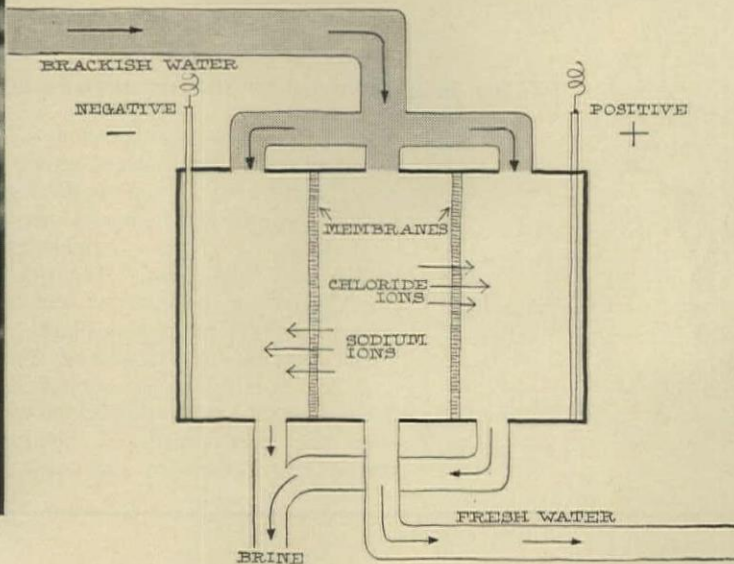 BRACKISH WATER
NEGATIVE
−
POSITIVE
+
MEMBRANES
CHLORIDE
IONS
SODIUM
IONS
FRESH WATER
BRINE